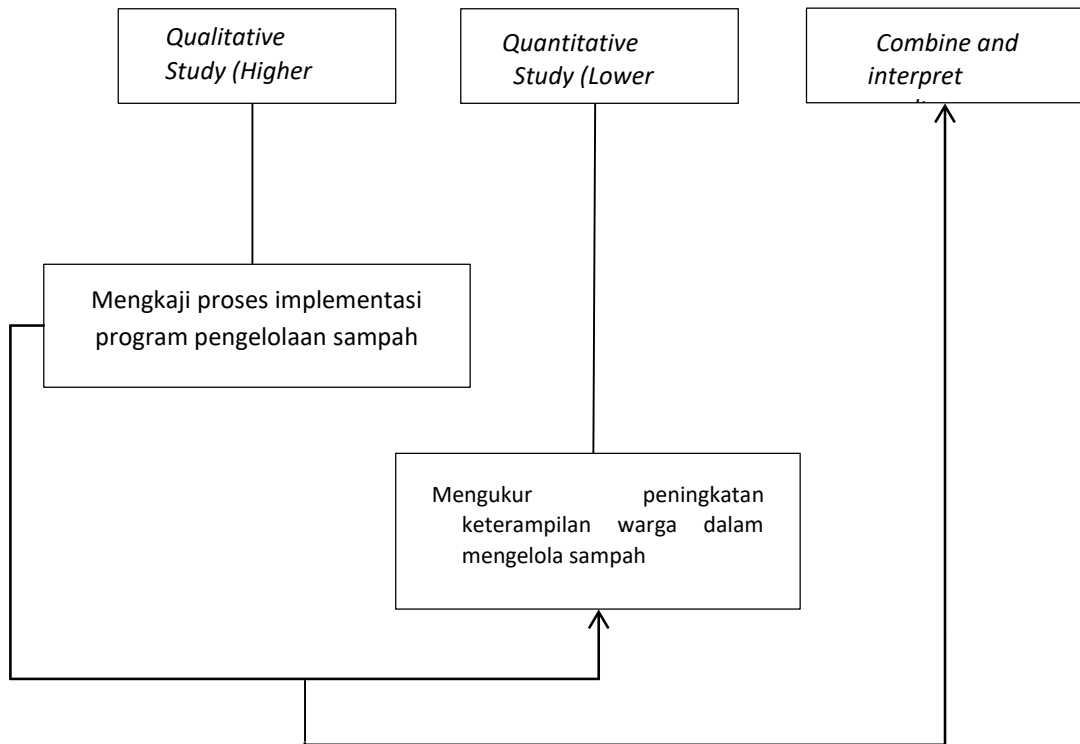 Qualitative
Study (Higher
Quantitative
Study (Lower
Combine and
interpret
Mengkaji proses implementasi
program pengelolaan sampah
Mengukur peningkatan
keterampilan warga dalam
mengelola sampah